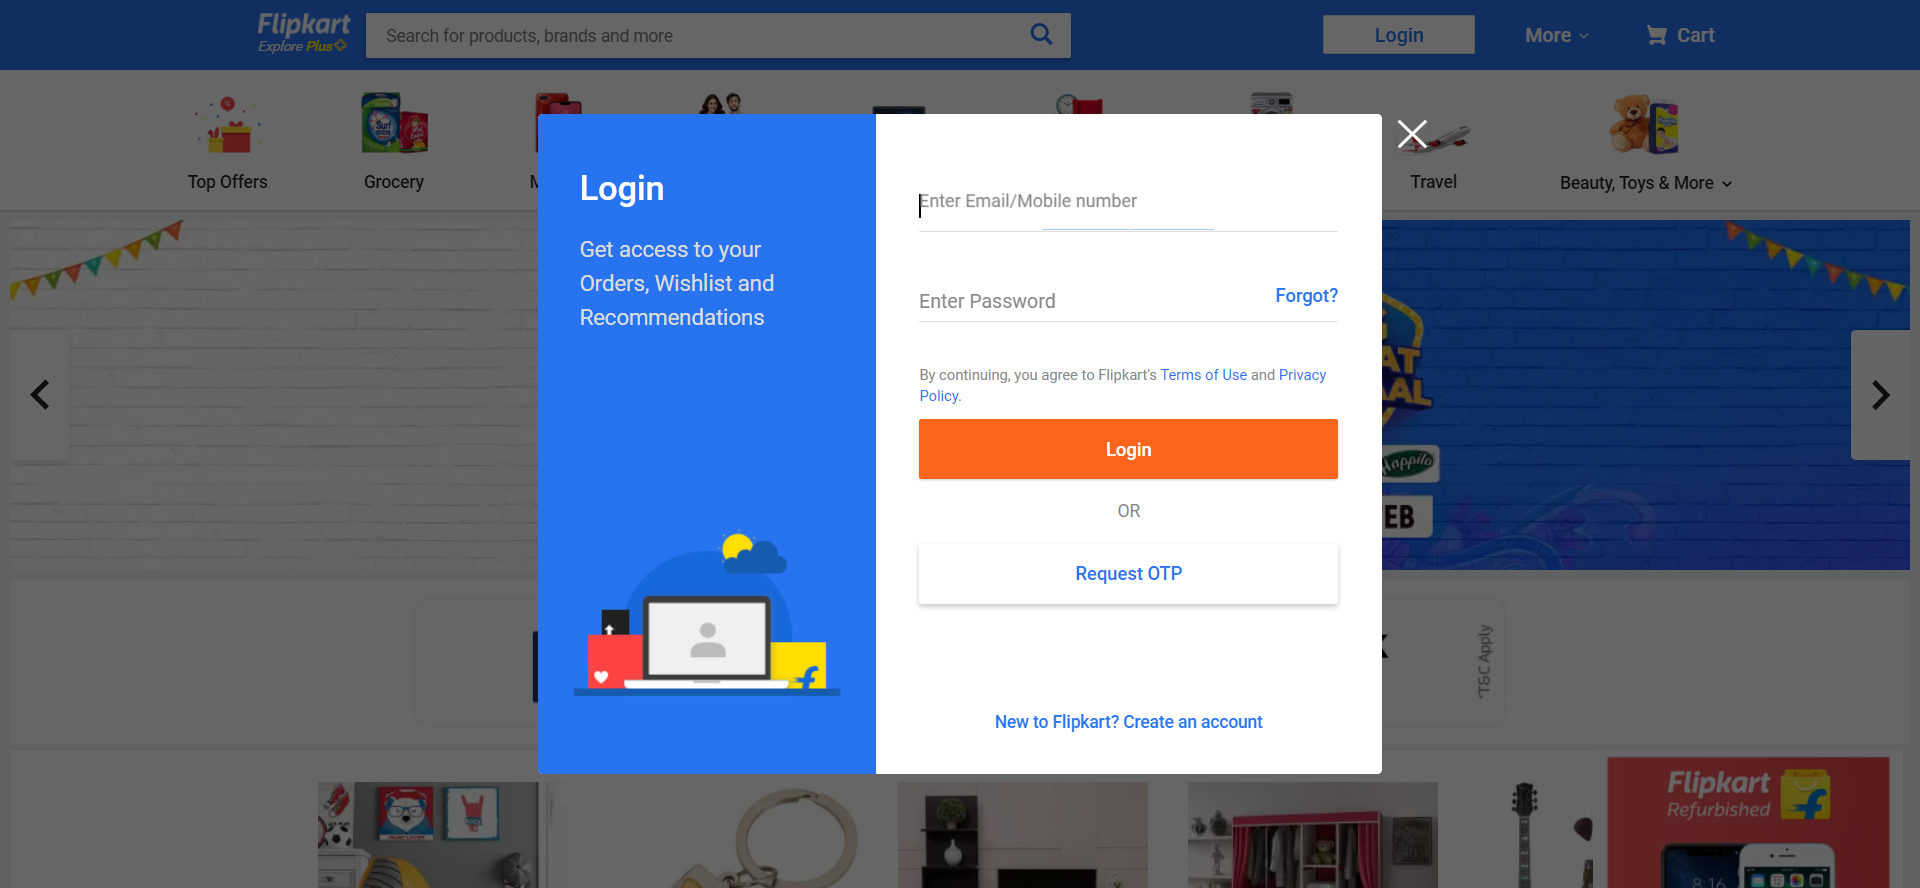 Flipkart
Explore Plus
Search for products, brands and more
Login
More
Cart
Top Offers
Grocery
Travel
Beauty, Toys & More
Login
Get access to your
Orders, Wishlist and
Recommendations
Enter Email/Mobile number
Enter Password
Forgot?
By continuing, you agree to Flipkart's Terms of Use and Privacy
Policy.
Login
OR
Request OTP
New to Flipkart? Create an account
Happilo
*T&C Apply
Flipkart
Refurbished
8:16